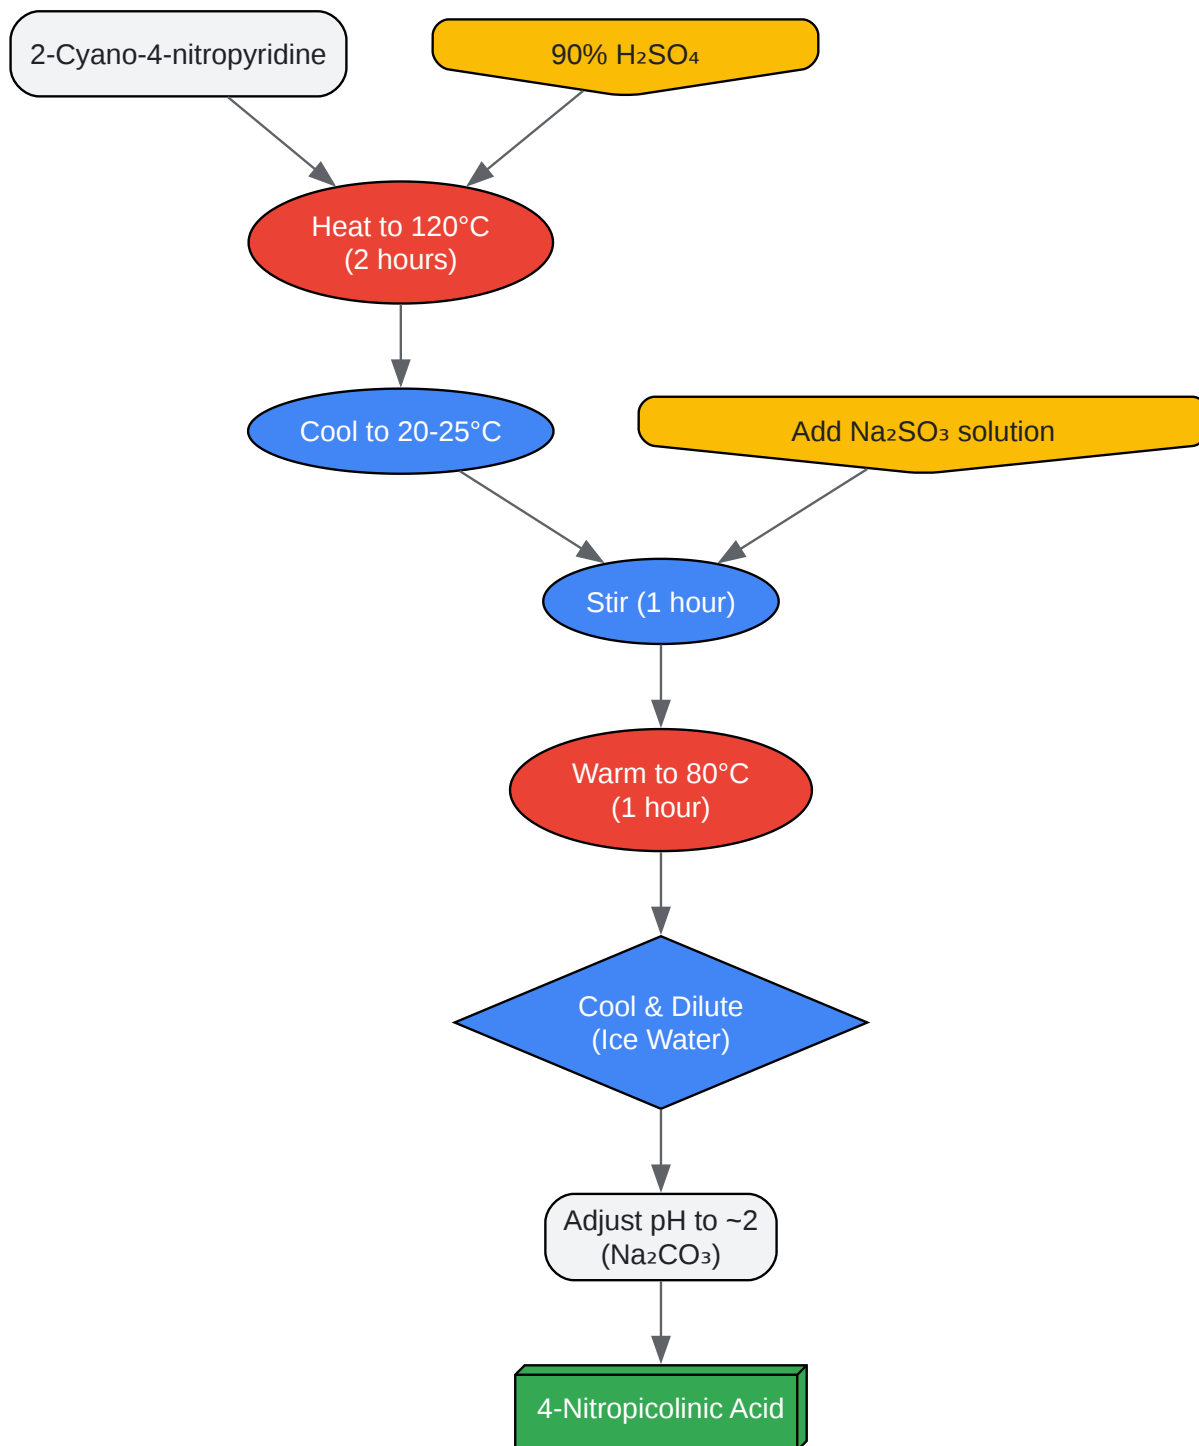 2-Cyano-4-nitropyridine
90% H₂SO₄
Heat to 120°C
(2 hours)
Cool to 20-25°C
Add Na₂SO₃ solution
Stir (1 hour)
Warm to 80°C
(1 hour)
Cool & Dilute
(Ice Water)
Adjust pH to ~2
(Na₂CO₃)
4-Nitropicolinic Acid